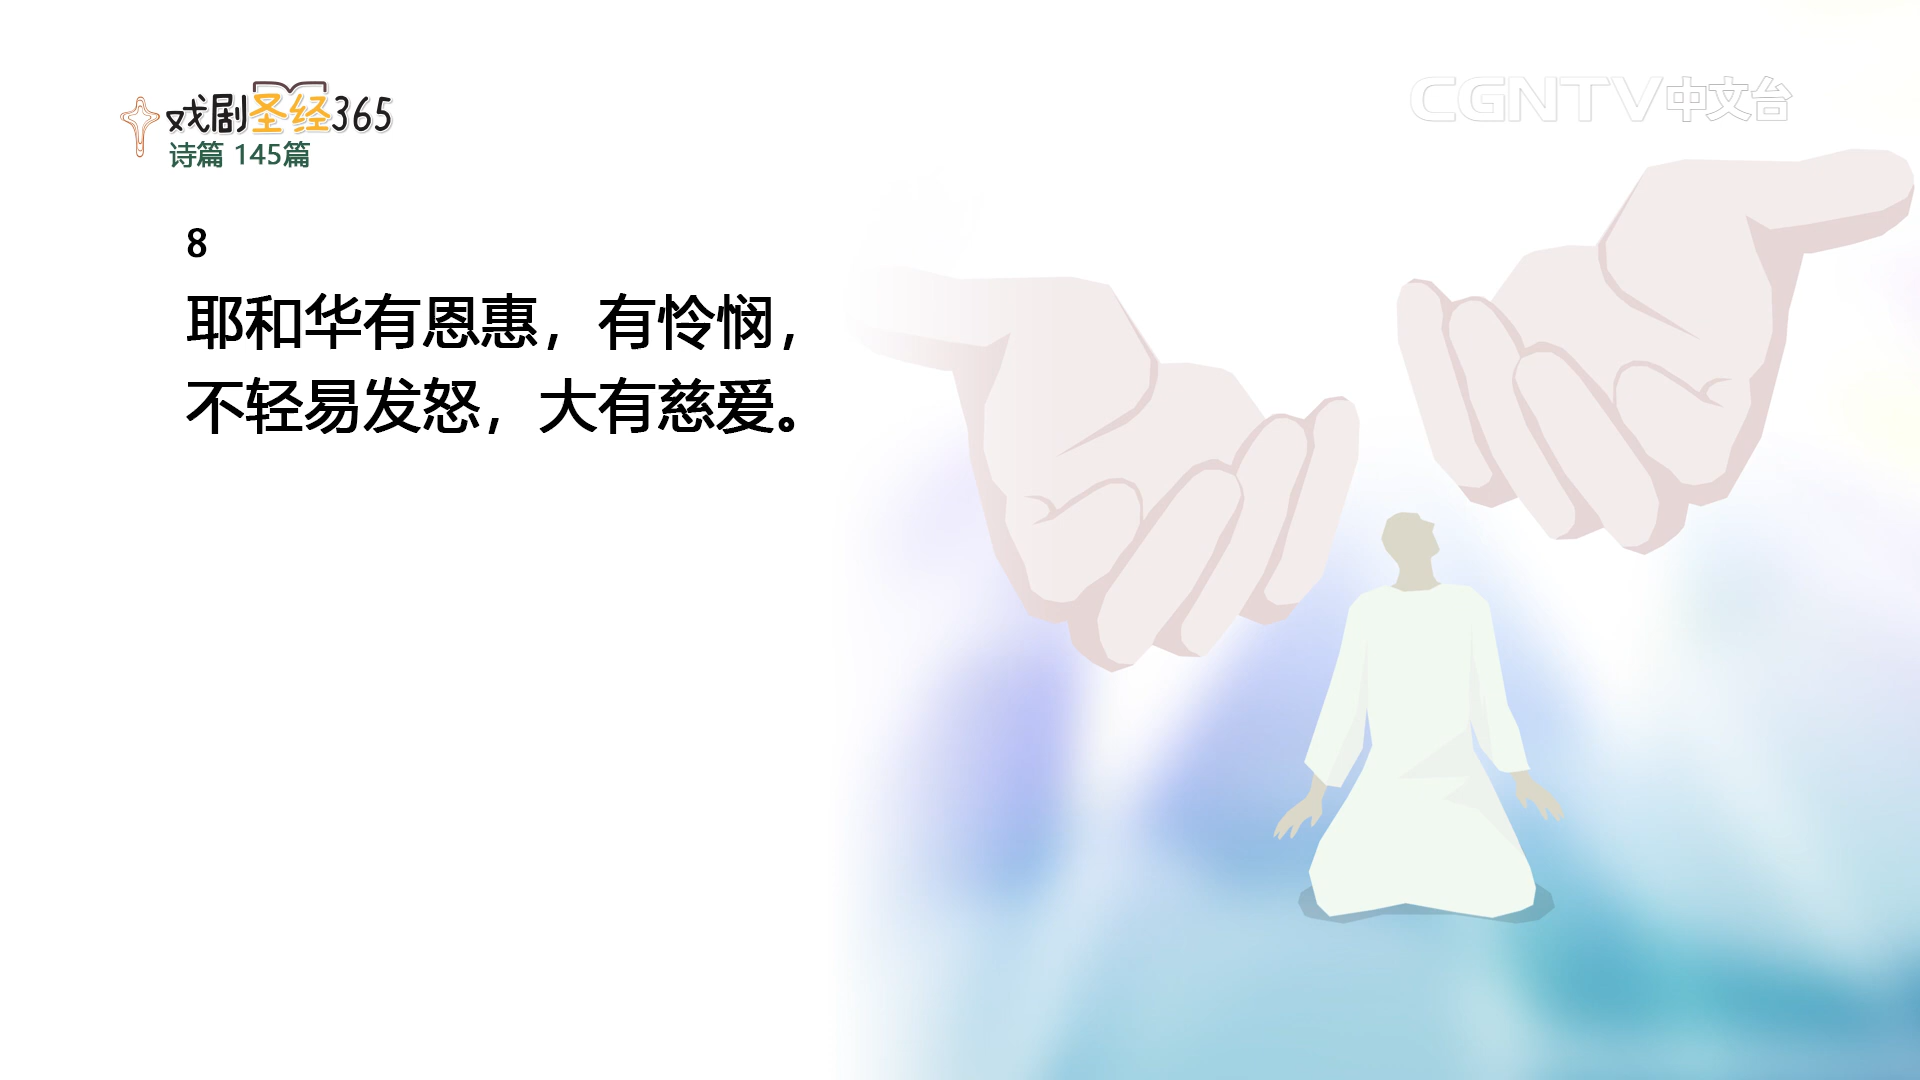 戏剧圣经365
CGNTV中文台
诗篇 145篇
8
耶和华有恩惠，有怜悯，
不轻易发怒，大有慈爱。